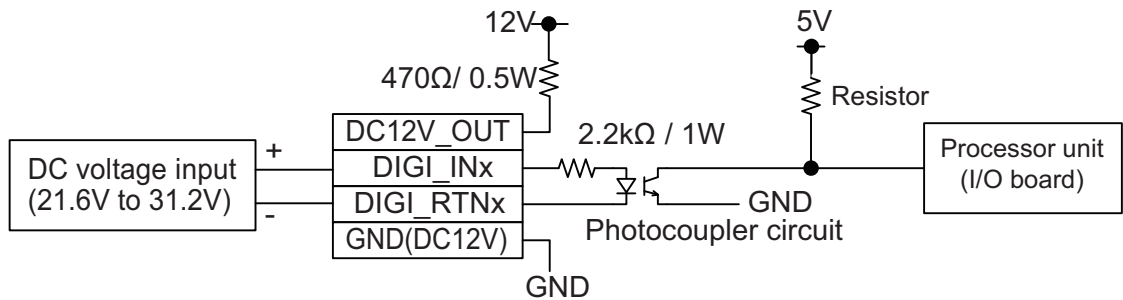 12V
5V
470Ω/ 0.5W
Resistor
DC voltage input
(21.6V to 31.2V)
+
-
DC12V_OUT
DIGI_INx
DIGI_RTNx
GND(DC12V)
2.2kΩ / 1W
Processor unit
(I/O board)
GND
Photocoupler circuit
GND